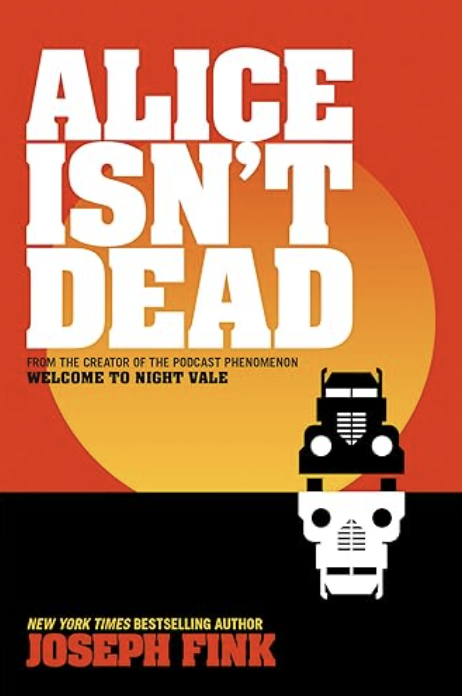 ALICE
ISN'T
DEAD
FROM THE CREATOR OF THE PODCAST PHENOMENON
WELCOME TO NIGHT VALE
NEW YORK TIMES BESTSELLING AUTHOR
JOSEPH FINK